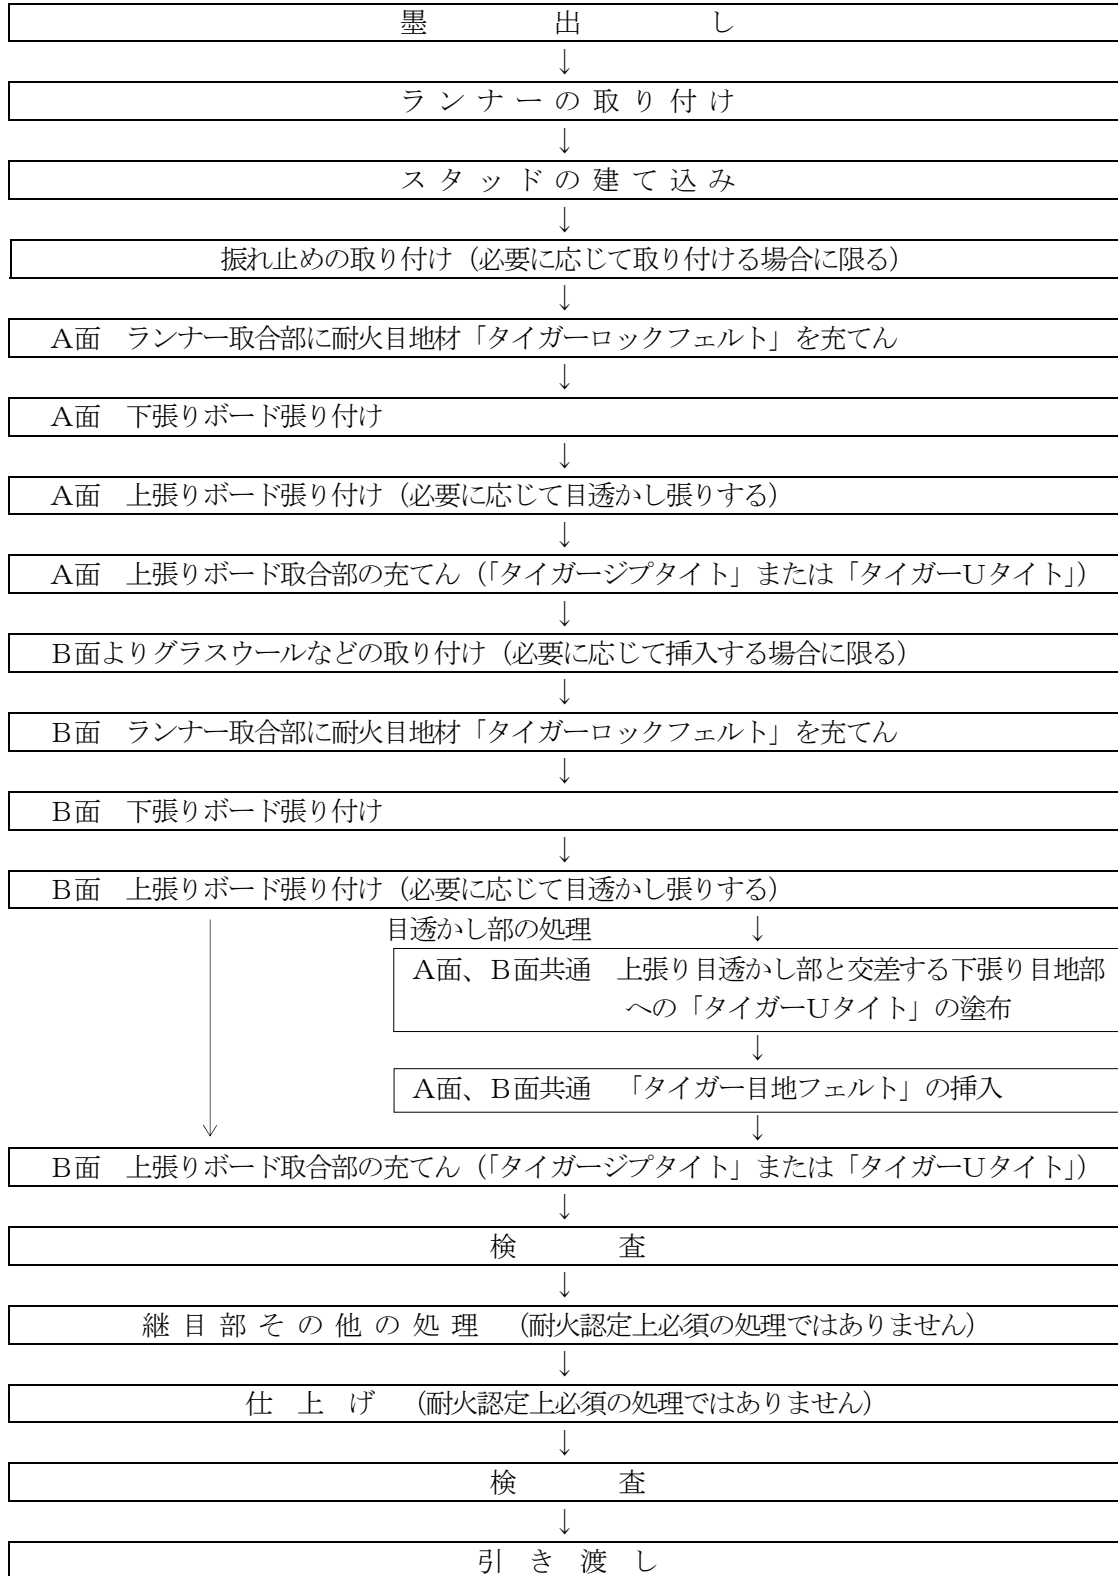 墨出し
↓
ランナーの取り付け
↓
スタッドの建て込み
↓
振れ止めの取り付け（必要に応じて取り付ける場合に限る）
↓
A面　ランナー取合部に耐火目地材「タイガーロックフェルト」を充てん
↓
A面　下張りボード張り付け
↓
A面　上張りボード張り付け（必要に応じて目透かし張りする）
↓
A面　上張りボード取合部の充てん（「タイガージプタイト」または「タイガーUタイト」）
↓
B面よりグラスウールなどの取り付け（必要に応じて挿入する場合に限る）
↓
B面　ランナー取合部に耐火目地材「タイガーロックフェルト」を充てん
↓
B面　下張りボード張り付け
↓
B面　上張りボード張り付け（必要に応じて目透かし張りする）
目透かし部の処理　↓
A面、B面共通　上張り目透かし部と交差する下張り目地部
への「タイガーUタイト」の塗布
↓
A面、B面共通　「タイガー目地フェルト」の挿入
↓
B面　上張りボード取合部の充てん（「タイガージプタイト」または「タイガーUタイト」）
↓
検査
↓
継目部その他の処理　（耐火認定上必須の処理ではありません）
↓
仕上げ　（耐火認定上必須の処理ではありません）
↓
検査
↓
引き渡し